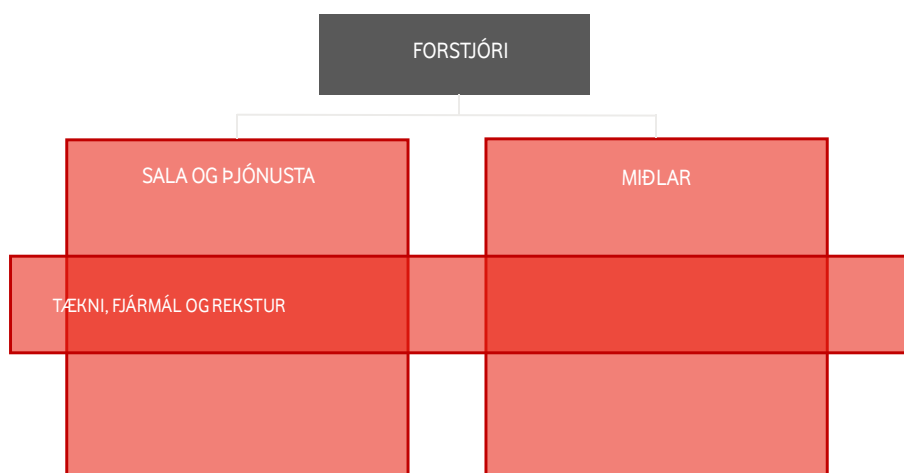 FORSTJÓRI
SALA OG ÞJÓNUSTA
MIÐLAR
TÆKNI, FJÁRMÁL OG REKSTUR